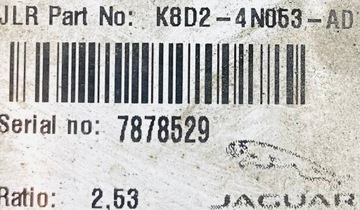 JLR Part No: K8D2-4N053-AD
Serial no: 7878529
Ratio: 2,53
JAGUAR